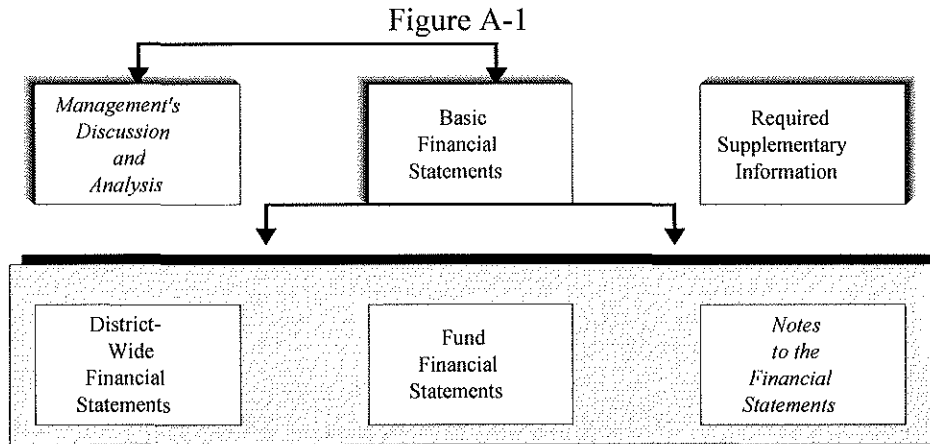 Figure A-1
Management's
Discussion
and
Analysis
Basic
Financial
Statements
Required
Supplementary
Information
District-
Wide
Financial
Statements
Fund
Financial
Statements
Notes
to the
Financial
Statements